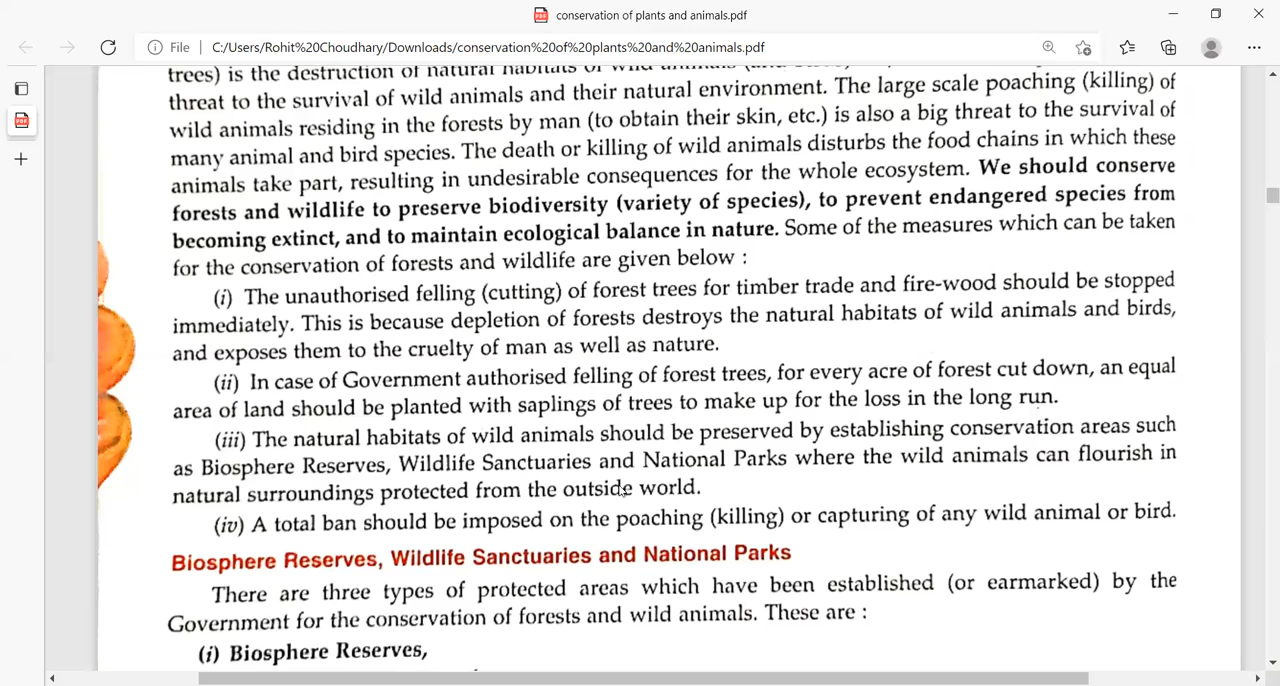 conservation of plants and animals.pdf
File C:/Users/Rohit%20Choudhary/Downloads/conservation%20of%20plants%20and%20animals.pdf
trees) is the destruction of natural habitats of wild animals
threat to the survival of wild animals and their natural environment. The large scale poaching (killing) of
wild animals residing in the forests by man (to obtain their skin, etc.) is also a big threat to the survival of
many animal and bird species. The death or killing of wild animals disturbs the food chains in which these
animals take part, resulting in undesirable consequences for the whole ecosystem. We should conserve
forests and wildlife to preserve biodiversity (variety of species), to prevent endangered species from
becoming extinct, and to maintain ecological balance in nature. Some of the measures which can be taken
for the conservation of forests and wildlife are given below :
(i) The unauthorised felling (cutting) of forest trees for timber trade and fire-wood should be stopped
immediately. This is because depletion of forests destroys the natural habitats of wild animals and birds,
and exposes them to the cruelty of man as well as nature.
(ii) In case of Government authorised felling of forest trees, for every acre of forest cut down, an equal
area of land should be planted with saplings of trees to make up for the loss in the long run.
(iii) The natural habitats of wild animals should be preserved by establishing conservation areas such
as Biosphere Reserves, Wildlife Sanctuaries and National Parks where the wild animals can flourish in
natural surroundings protected from the outside world.
(iv) A total ban should be imposed on the poaching (killing) or capturing of any wild animal or bird.
Biosphere Reserves, Wildlife Sanctuaries and National Parks
There are three types of protected areas which have been established (or earmarked) by the
Government for the conservation of forests and wild animals. These are :
(i) Biosphere Reserves,